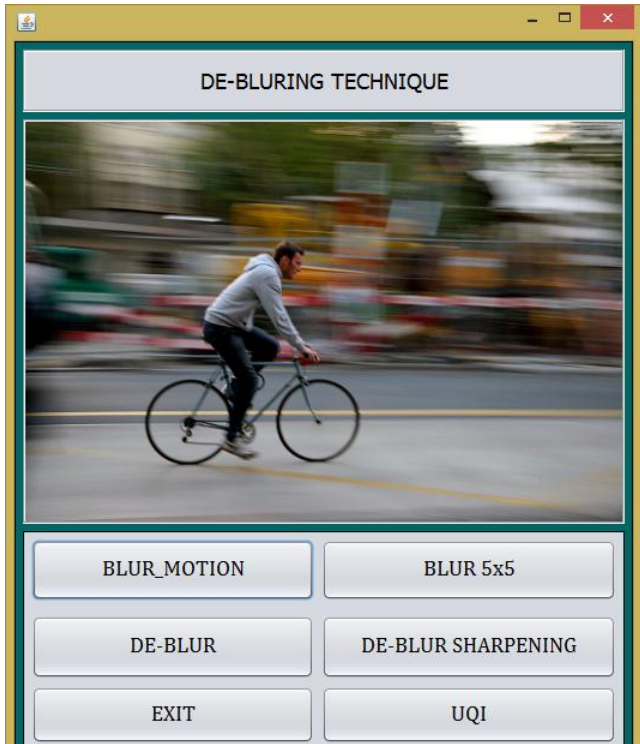 DE-BLURING TECHNIQUE
BLUR_MOTION
BLUR 5x5
DE-BLUR
DE-BLUR SHARPENING
EXIT
UQI